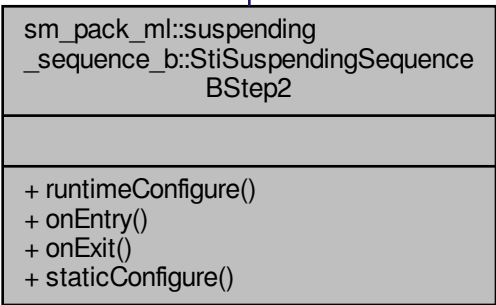 sm_pack_ml::suspending
_sequence_b::StiSuspendingSequence
BStep2
+ runtimeConfigure()
+ onEntry()
+ onExit()
+ staticConfigure()